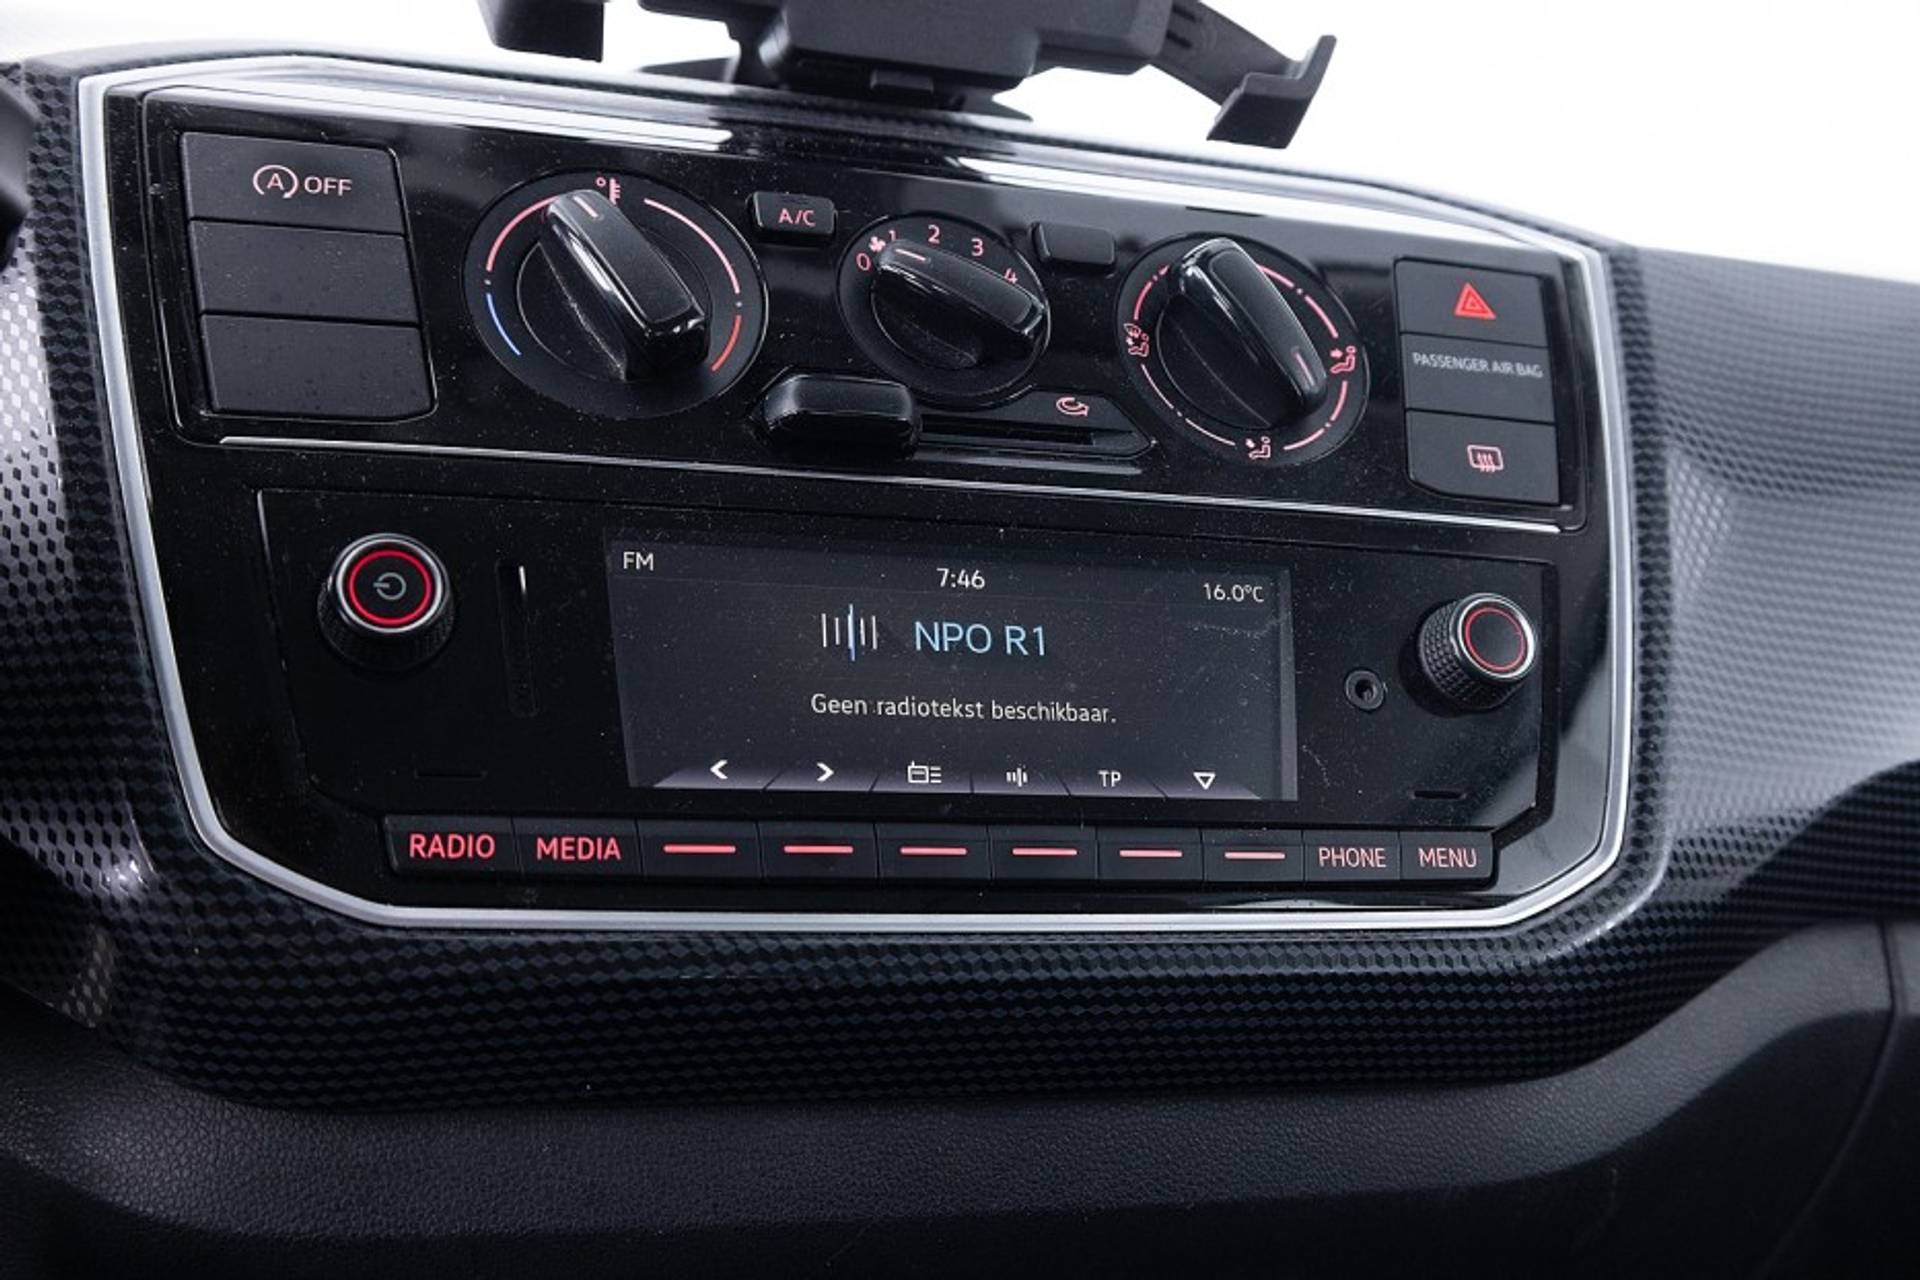 A OFF
A/C
0 1 2 3 4
PASSENGER AIR BAG
FM
7:46
16.0°C
NPO R1
Geen radiotekst beschikbaar.
TP
RADIO MEDIA PHONE MENU